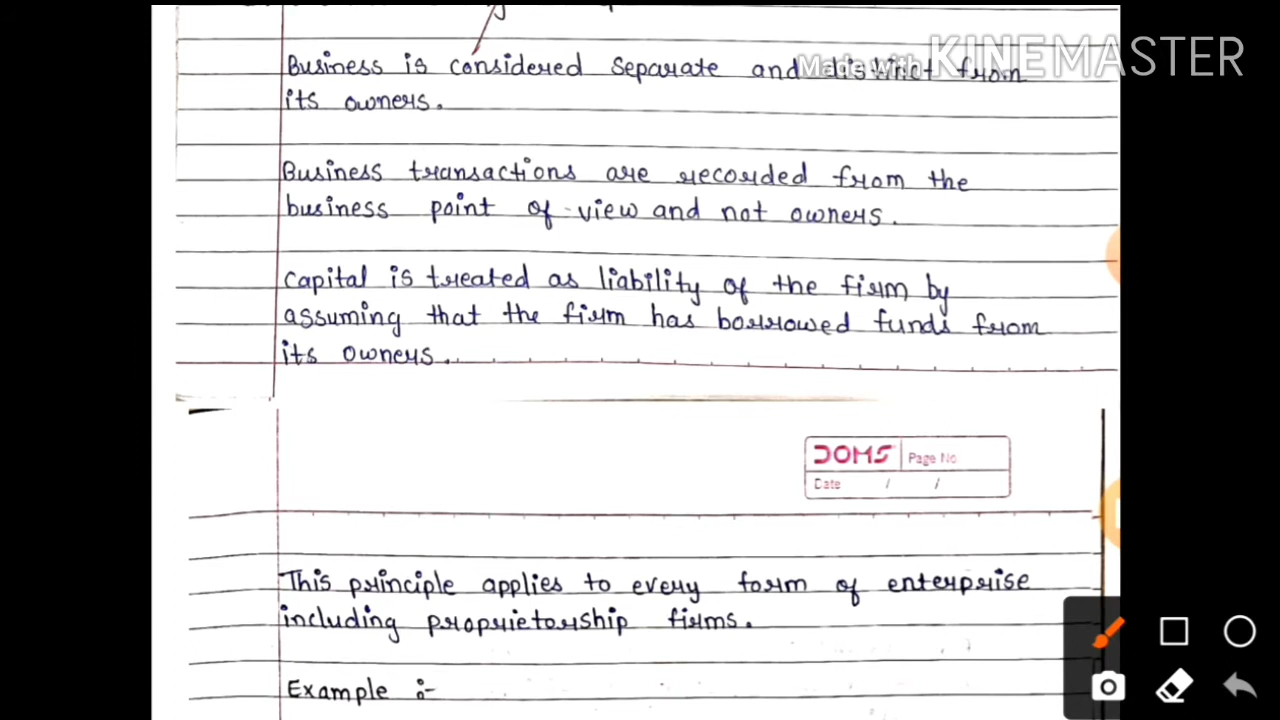 Made with KINEMASTER
Business is considered separate and distinct from
its owners.
Business transactions are recorded from the
business point of view and not owners.
Capital is treated as liability of the firm by
assuming that the firm has borrowed funds from
its owners.
DOMS Page No
Date / /
This principle applies to every form of enterprise
including proprietorship firms.
Example :-